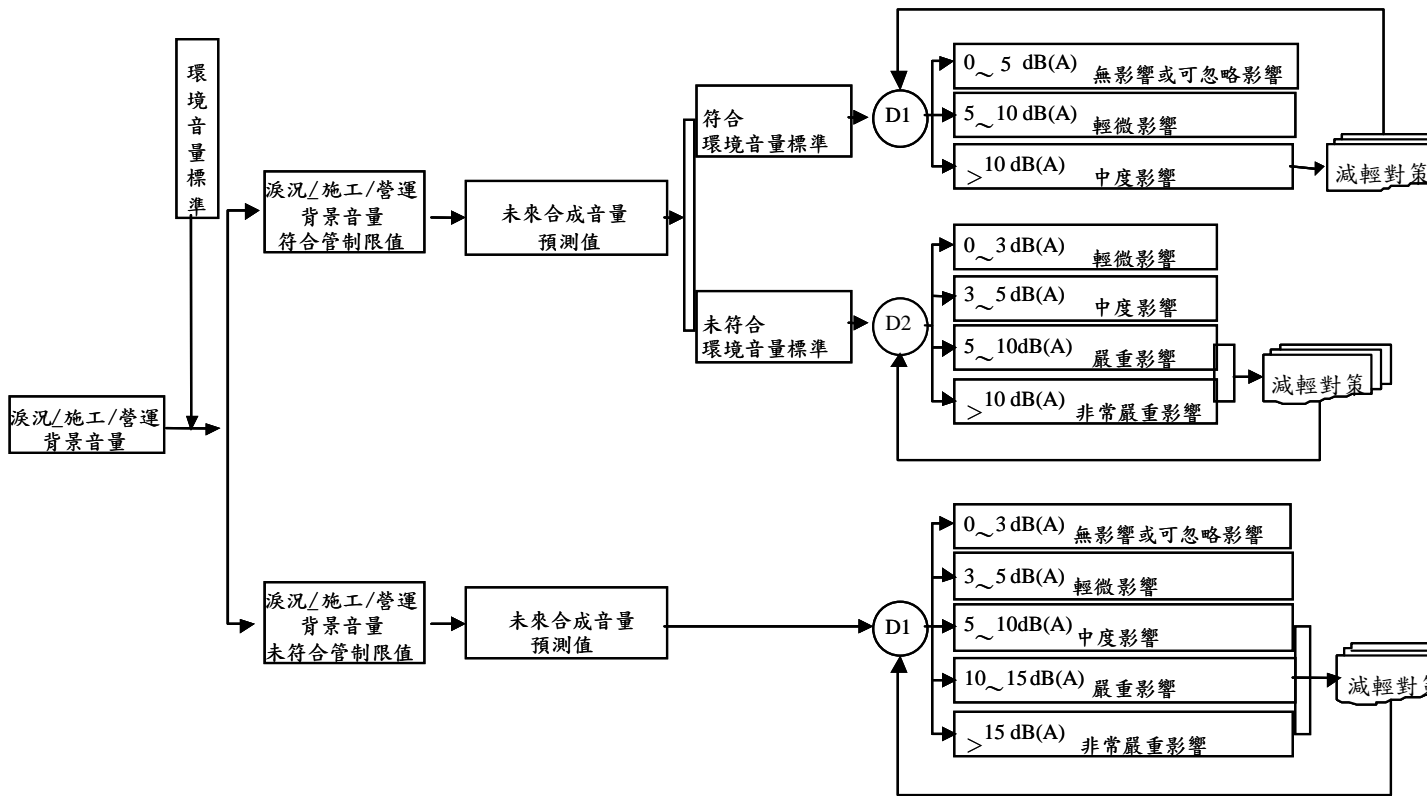 環
境
音
量
標
準
淚況/施工/營運
背景音量
淚況/施工/營運
背景音量
符合管制限值
未來合成音量
預測值
符合
環境音量標準
D1
0～5 dB(A) 無影響或可忽略影響
5～10 dB(A) 輕微影響
＞10 dB(A) 中度影響
減輕對策
未符合
環境音量標準
D2
0～3 dB(A) 輕微影響
3～5 dB(A) 中度影響
5～10dB(A) 嚴重影響
＞10 dB(A) 非常嚴重影響
減輕對策
淚況/施工/營運
背景音量
未符合管制限值
未來合成音量
預測值
D1
0～3 dB(A) 無影響或可忽略影響
3～5 dB(A) 輕微影響
5～10dB(A) 中度影響
10～15 dB(A) 嚴重影響
＞15 dB(A) 非常嚴重影響
減輕對策